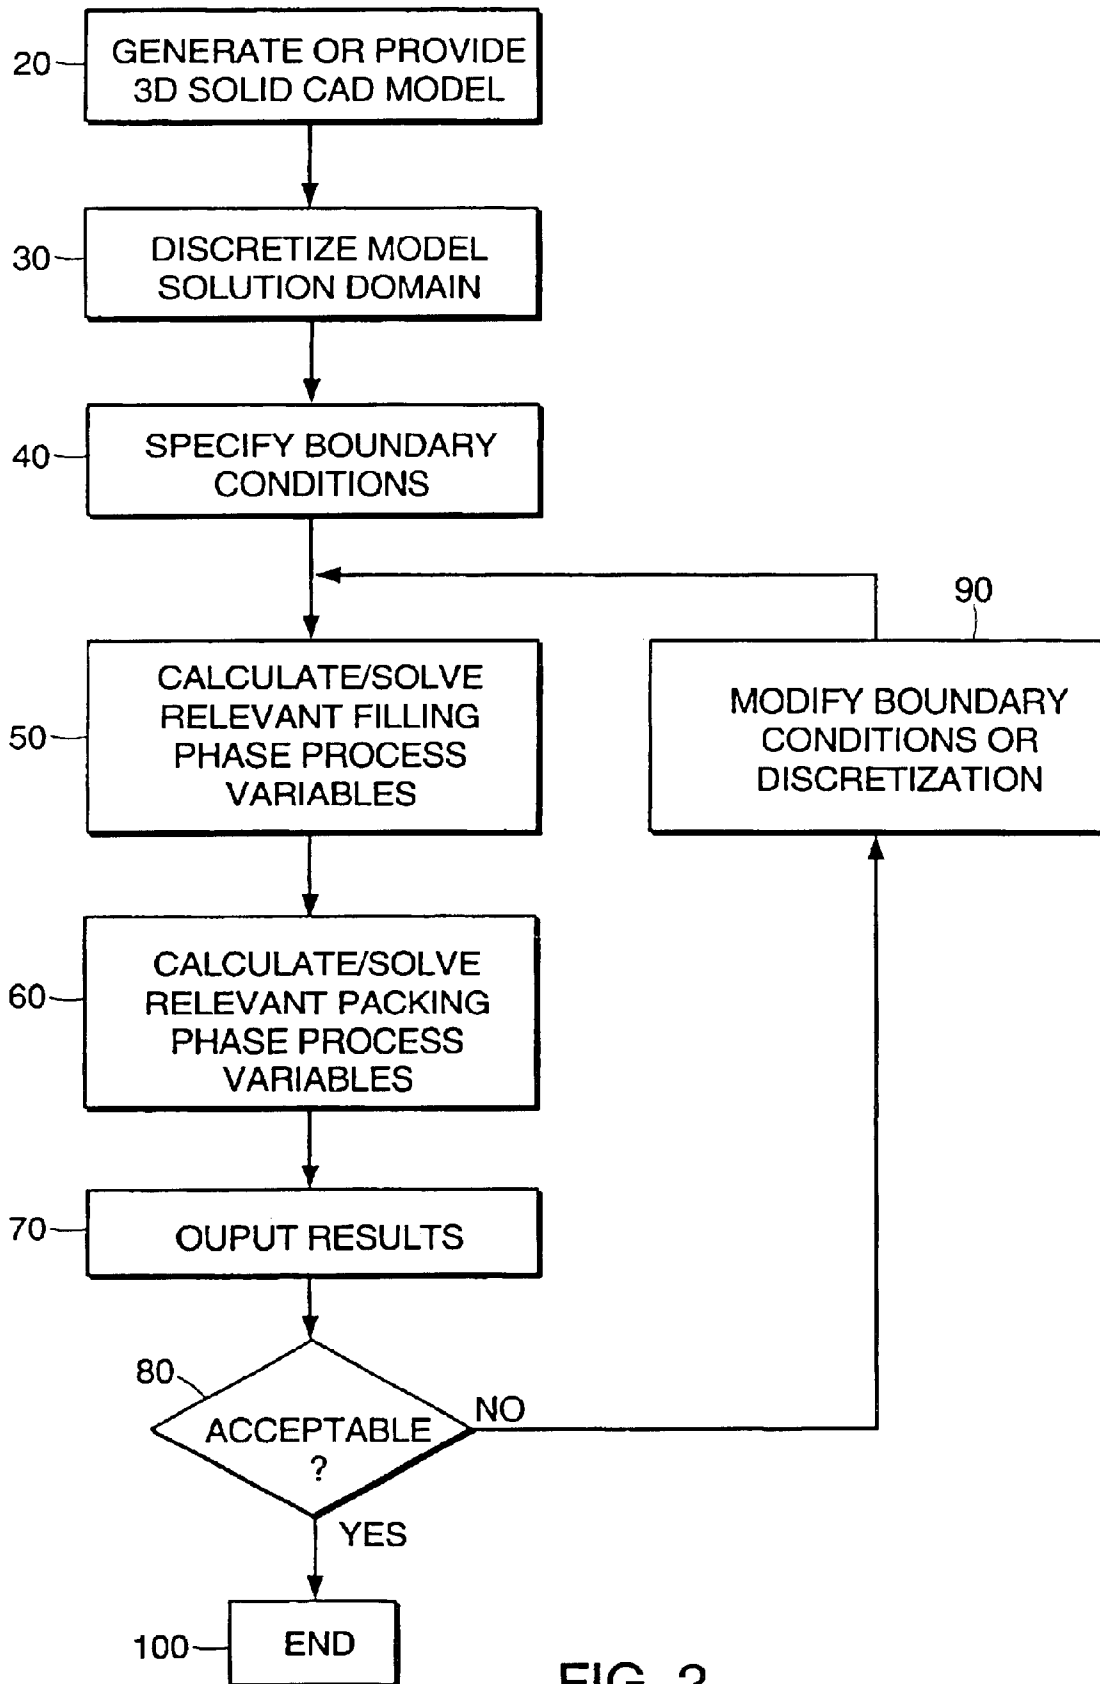 20
GENERATE OR PROVIDE
3D SOLID CAD MODEL
30
DISCRETIZE MODEL
SOLUTION DOMAIN
40
SPECIFY BOUNDARY
CONDITIONS
90
50
CALCULATE/SOLVE
RELEVANT FILLING
PHASE PROCESS
VARIABLES
MODIFY BOUNDARY
CONDITIONS OR
DISCRETIZATION
60
CALCULATE/SOLVE
RELEVANT PACKING
PHASE PROCESS
VARIABLES
70
OUPUT RESULTS
80
ACCEPTABLE
?
NO
YES
100
END
FIG. 2